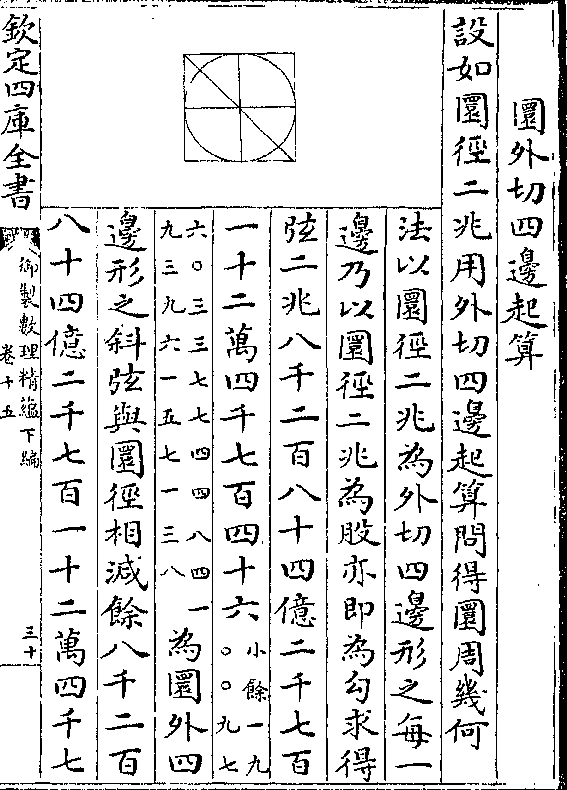 圜外切四邊起算
設如圜徑二兆用外切四邊起算問得圜周幾何
法以圜徑二兆為外切四邊形之每一
邊乃以圜徑二兆為股亦即為勾求得
弦二兆八千二百八十四億二千七百
一十二萬四千七百四十六小餘一九〇〇九七
六〇三三七七四四八四一九三九六一五七一三八為圜外四
邊形之斜弦與圜徑相減餘八千二百
八十四億二千七百一十二萬四千七
欽定四庫全書
御製數理精蘊下編
卷十五
三十